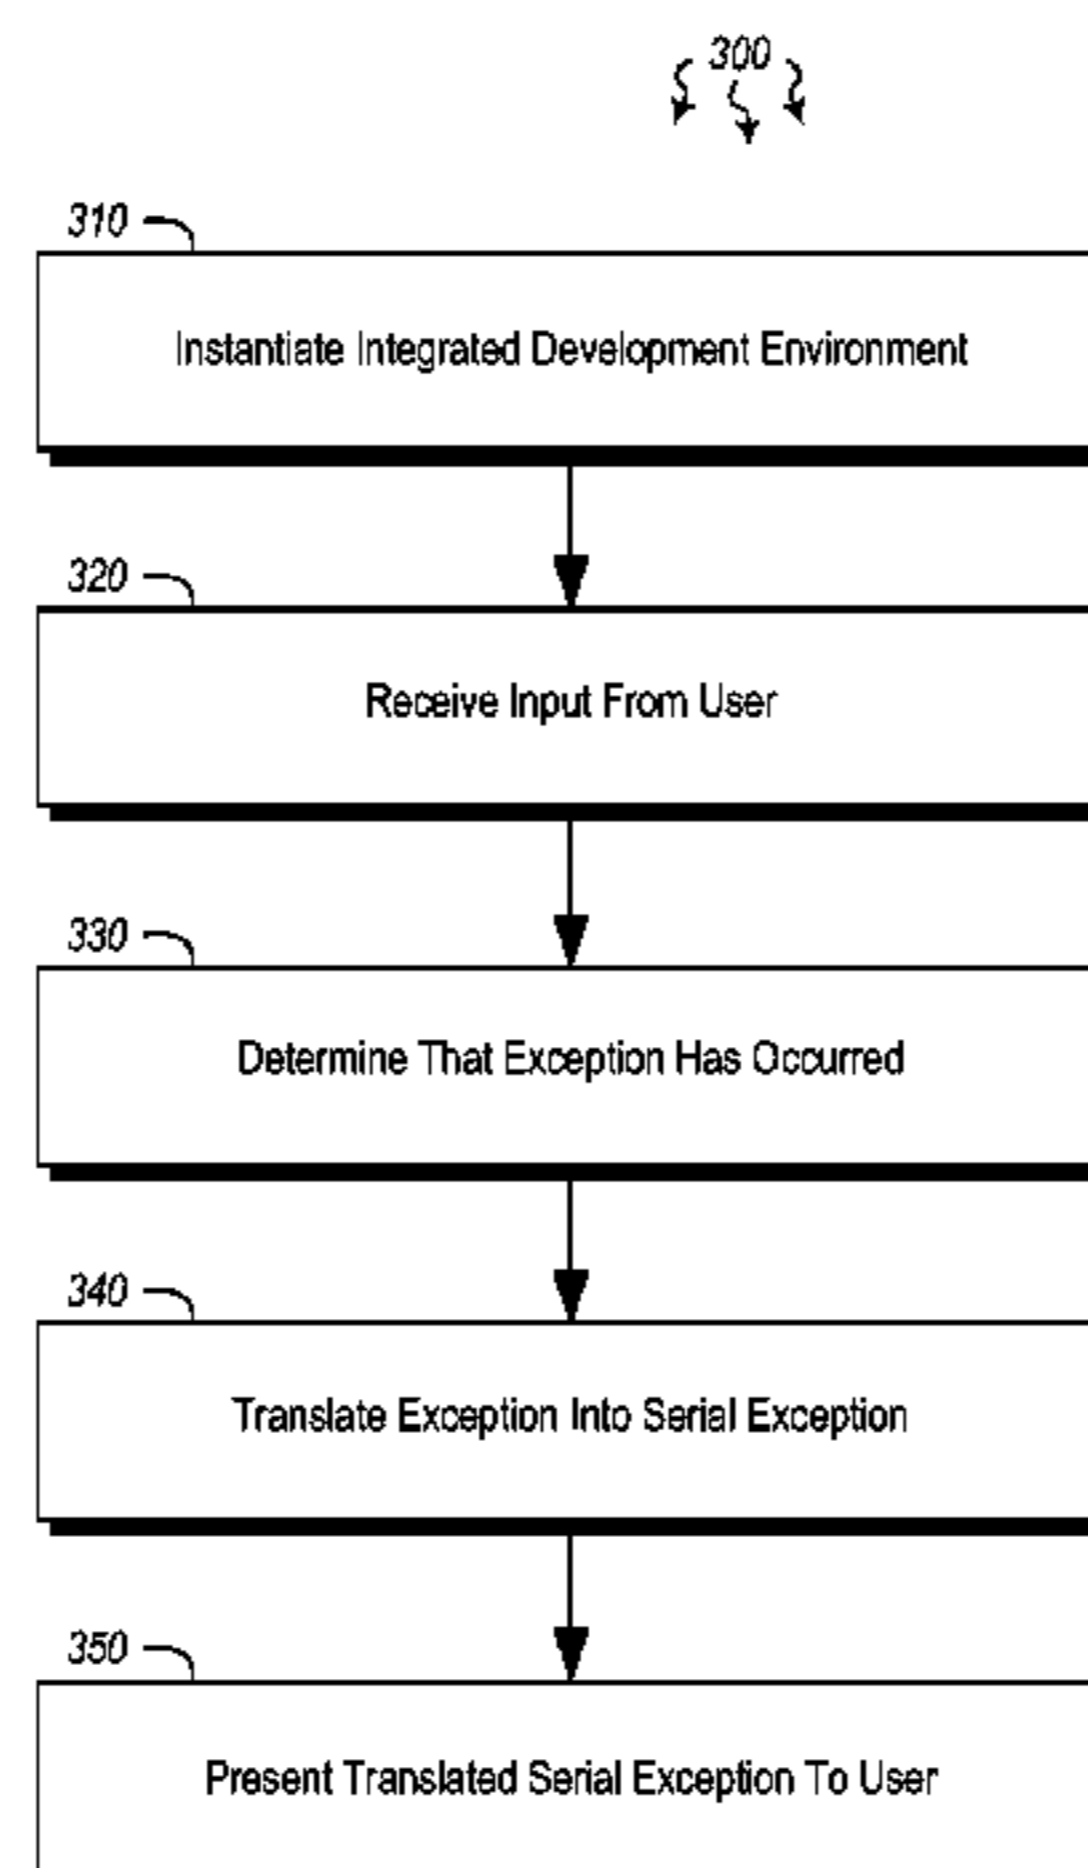 300
310
Instantiate Integrated Development Environment
320
Receive Input From User
330
Determine That Exception Has Occurred
340
Translate Exception Into Serial Exception
350
Present Translated Serial Exception To User